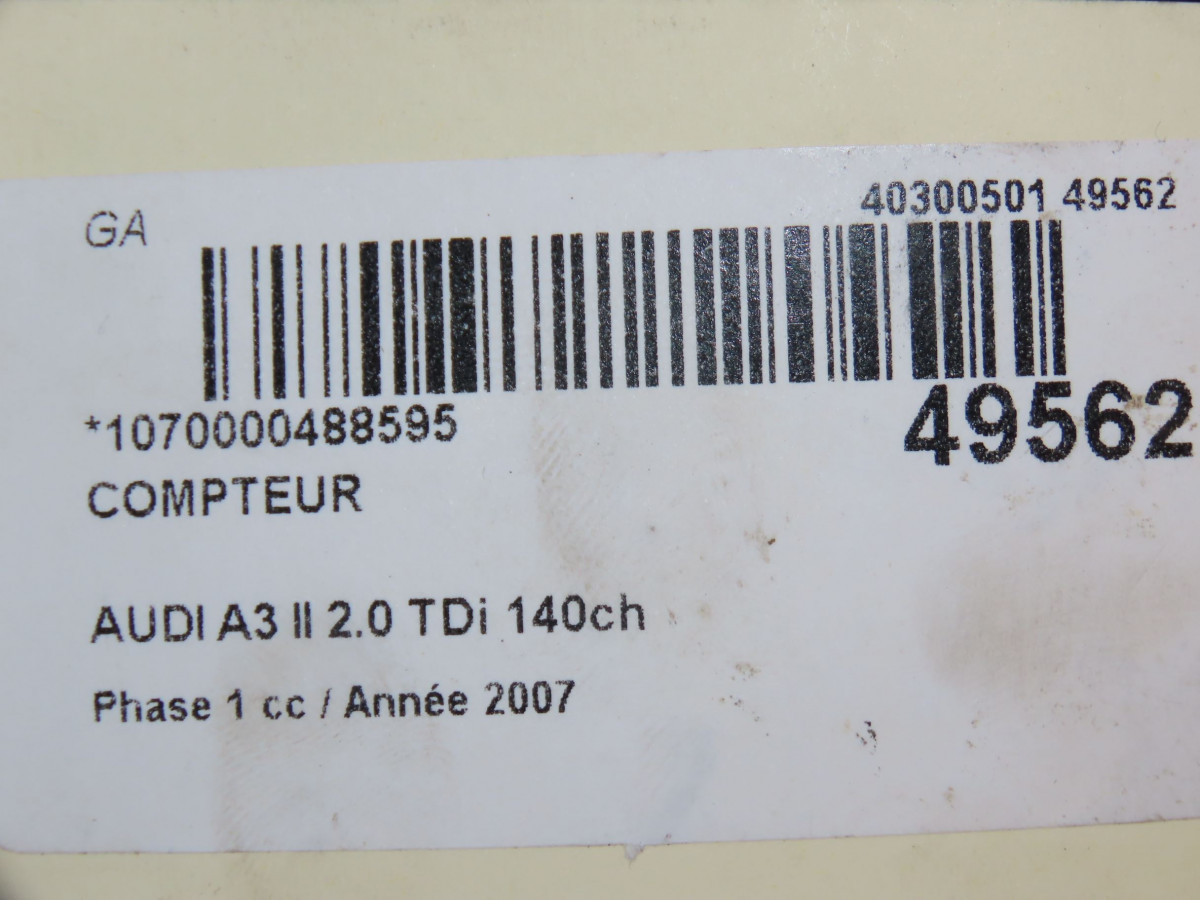 GA
40300501 49562
*1070000488595
49562
COMPTEUR
AUDI A3 II 2.0 TDi 140ch
Phase 1 cc / Année 2007